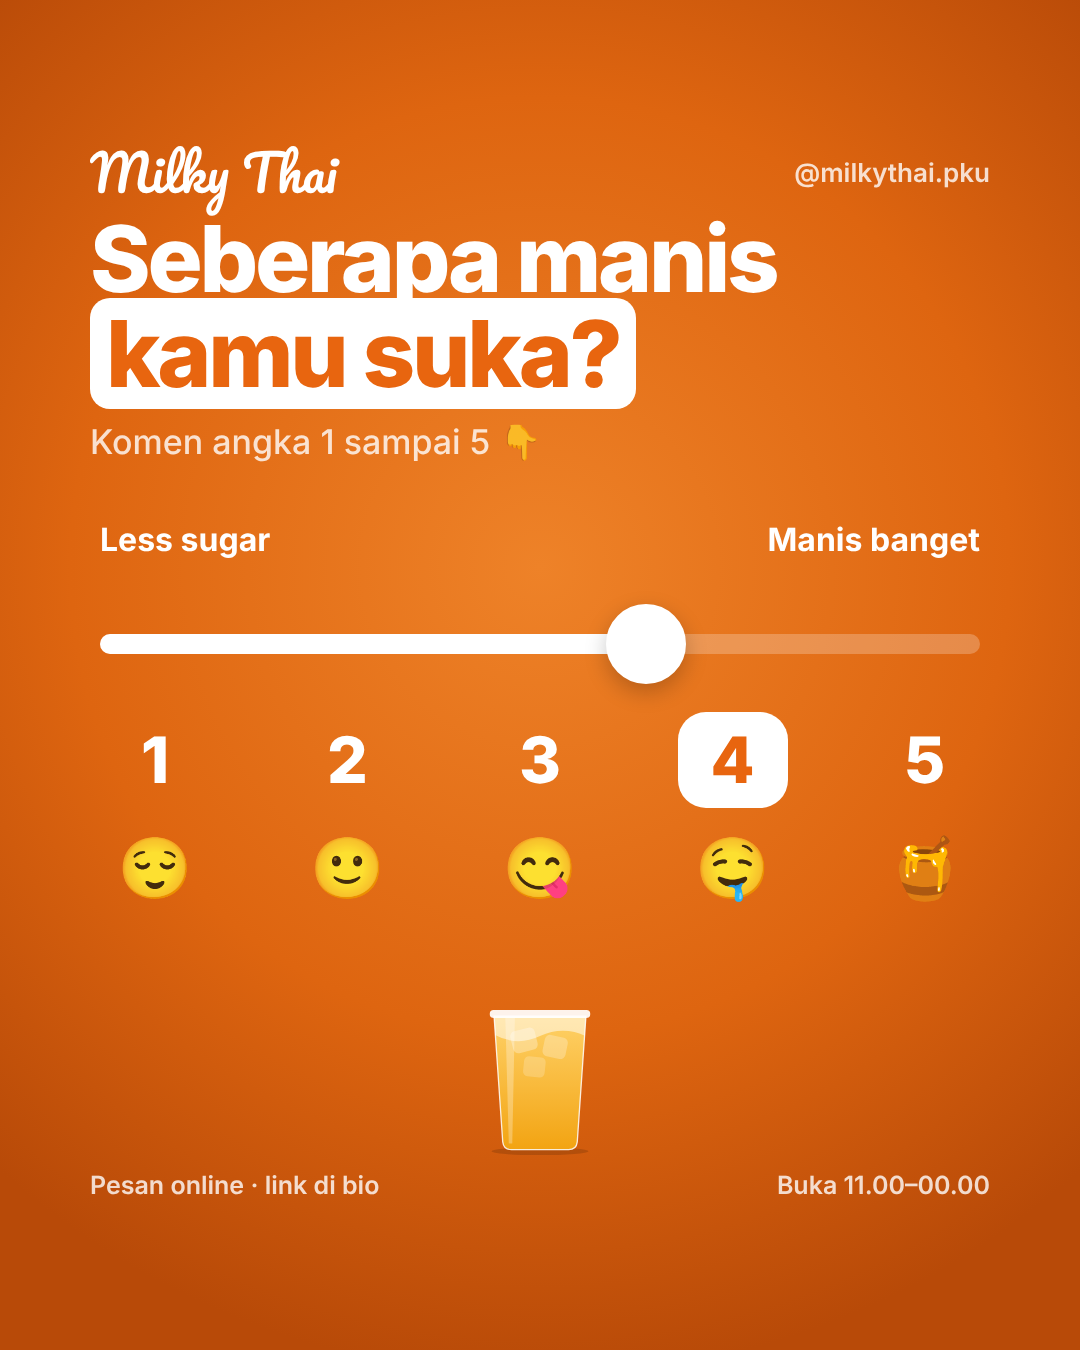 Milky Thai
@milkythai.pku
Seberapa manis
kamu suka?
Komen angka 1 sampai 5 👇
Less sugar
Manis banget
1 2 3 4 5
Pesan online · link di bio
Buka 11.00–00.00